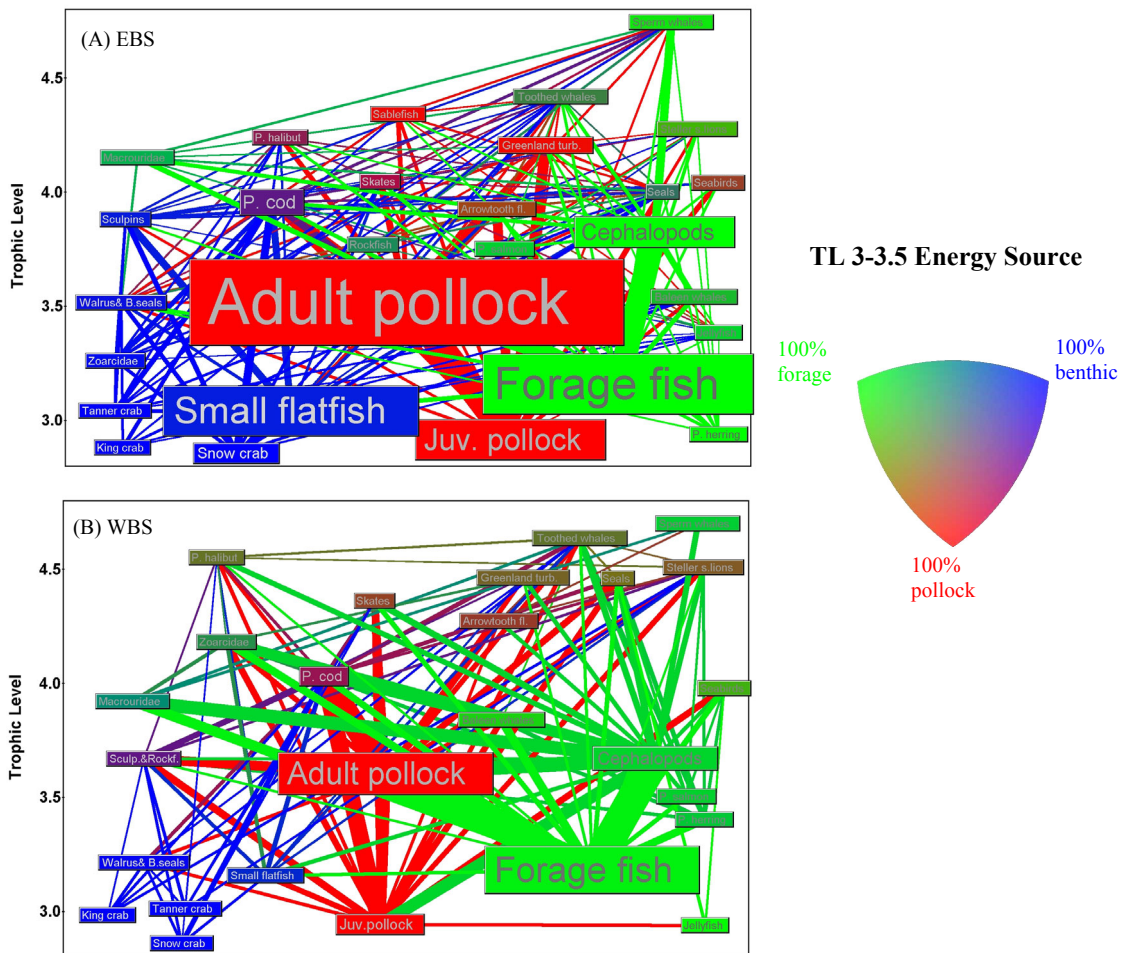 (A) EBS
Sperm whales
4.5
Toothed whales
Sablefish
P. halibut
Greenland turb.
Macrouridae
4.0
Skates
Seals
Seabirds
P. cod
Arrowtooth fl.
Sculpins
Cephalopods
Rockfish
Trophic Level
Adult pollock
3.5
Walrus& B.seals
Zoarcidae
Forage fish
Small flatfish
Tanner crab
3.0
Juv. pollock
P. herring
King crab
Snow crab
TL 3-3.5 Energy Source
100%
forage
100%
benthic
100%
pollock
(B) WBS
Toothed whales
P. halibut
4.5
Steller s.lions
Greenland turb.
Seals
Skates
Arrowtooth fl.
Zoarcidae
4.0
P. cod
Macrouridae
Baleen whales
Trophic Level
Sculp.&Rockf.
Cephalopods
Adult pollock
3.5
herring
Walrus& B.seals
Small flatfish
Forage fish
3.0
King crab
Tanner crab
Juv.pollock
Jellyfish
Snow crab